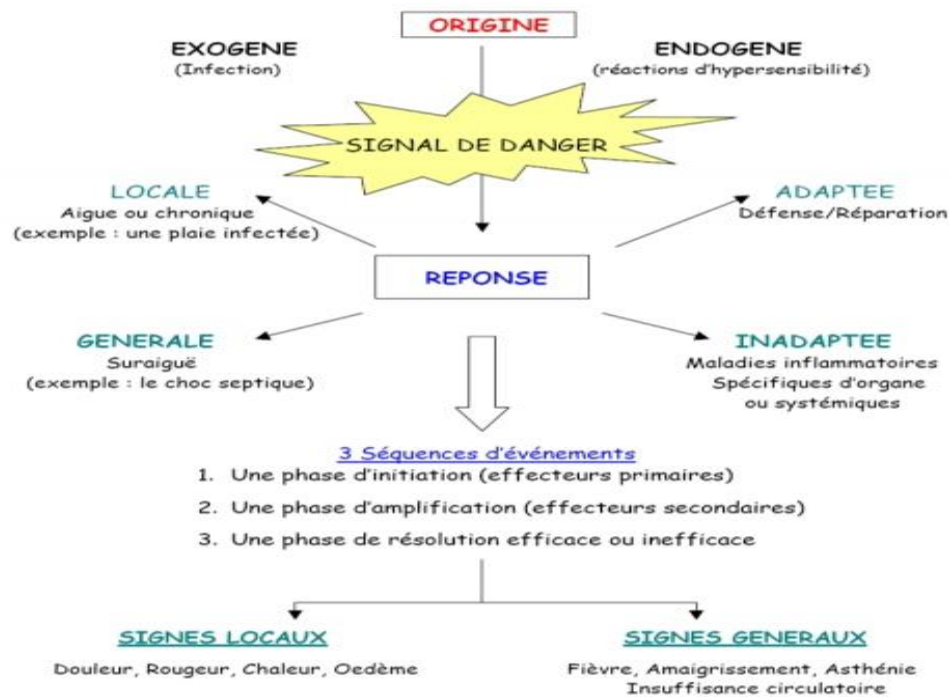 ORIGINE
EXOGENE
(Infection)
ENDOGENE
(réactions d'hypersensibilité)
SIGNAL DE DANGER
LOCALE
Aigue ou chronique
(exemple : une plaie infectée)
ADAPTEE
Défense/Réparation
REPONSE
GENERALE
Suraiguë
(exemple : le choc septique)
INADAPTEE
Maladies inflammatoires
Spécifiques d'organe
ou systémiques
3 Séquences d'événements
1. Une phase d'initiation (effecteurs primaires)
2. Une phase d'amplification (effecteurs secondaires)
3. Une phase de résolution efficace ou inefficace
SIGNES LOCAUX
Douleur, Rougeur, Chaleur, Oedème
SIGNES GENERAUX
Fièvre, Amaigrissement, Asthénie
Insuffisance circulatoire